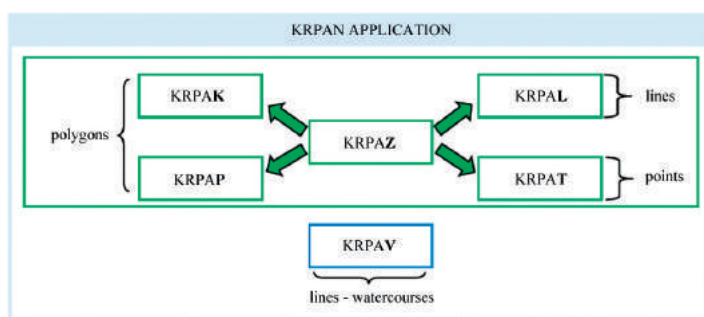 KRPAN APPLICATION
KRPAK
KRPAL
lines
polygons
KRPAZ
KRPAP
KRPAT
points
KRPAV
lines - watercourses